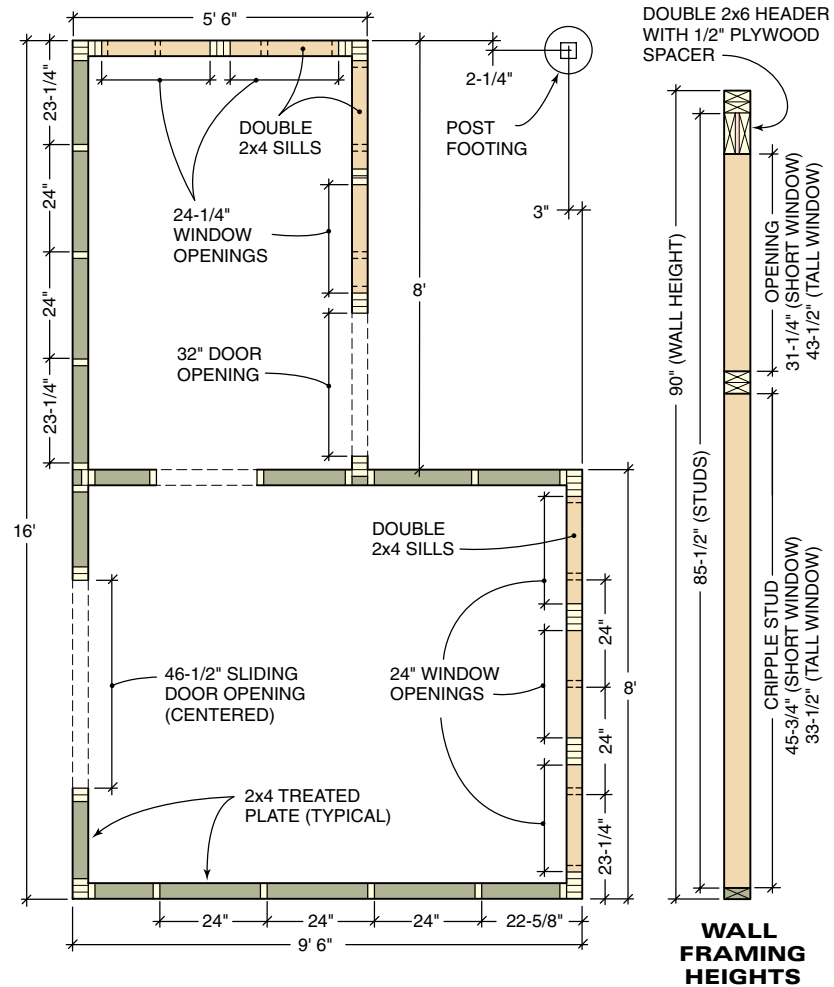 5' 6"
DOUBLE 2x6 HEADER
WITH 1/2" PLYWOOD
SPACER
2-1/4"
23-1/4"
DOUBLE
2x4 SILLS
POST
FOOTING
24"
24-1/4"
WINDOW
OPENINGS
3"
8'
24"
32" DOOR
OPENING
23-1/4"
90" (WALL HEIGHT)
85-1/2" (STUDS)
OPENING
31-1/4" (SHORT WINDOW)
43-1/2" (TALL WINDOW)
CRIPPLE STUD
45-3/4" (SHORT WINDOW)
33-1/2" (TALL WINDOW)
16'
DOUBLE
2x4 SILLS
24"
46-1/2" SLIDING
DOOR OPENING
(CENTERED)
24" WINDOW
OPENINGS
8'
24"
2x4 TREATED
PLATE (TYPICAL)
23-1/4"
24"
24"
24"
22-5/8"
9' 6"
WALL
FRAMING
HEIGHTS